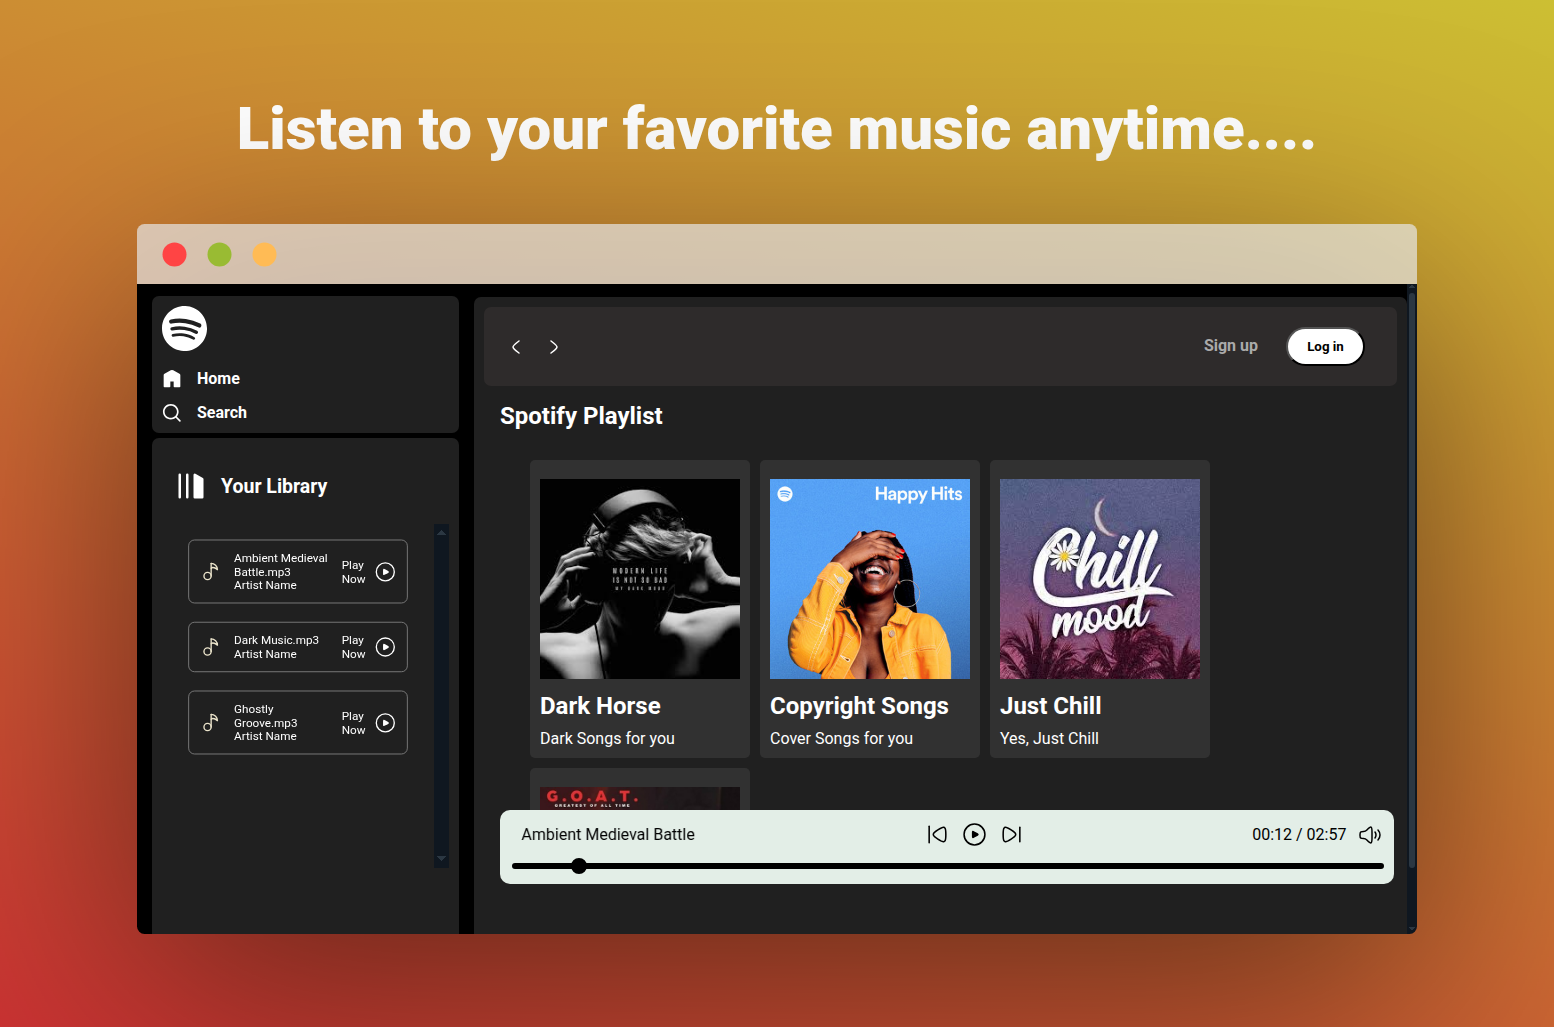 Listen to your favorite music anytime....
Home
Search
Your Library
Ambient Medieval
Battle.mp3
Artist Name
Play
Now
Dark Music.mp3
Artist Name
Play
Now
Ghostly
Groove.mp3
Artist Name
Play
Now
Sign up
Log in
Spotify Playlist
MODERN LIFE
IS NOT SO BAD
MY DARK MOOD
Dark Horse
Dark Songs for you
Happy Hits
Copyright Songs
Cover Songs for you
Chill
mood
Just Chill
Yes, Just Chill
G.O.A.T.
GREATEST OF ALL TIME
Ambient Medieval Battle
00:12 / 02:57